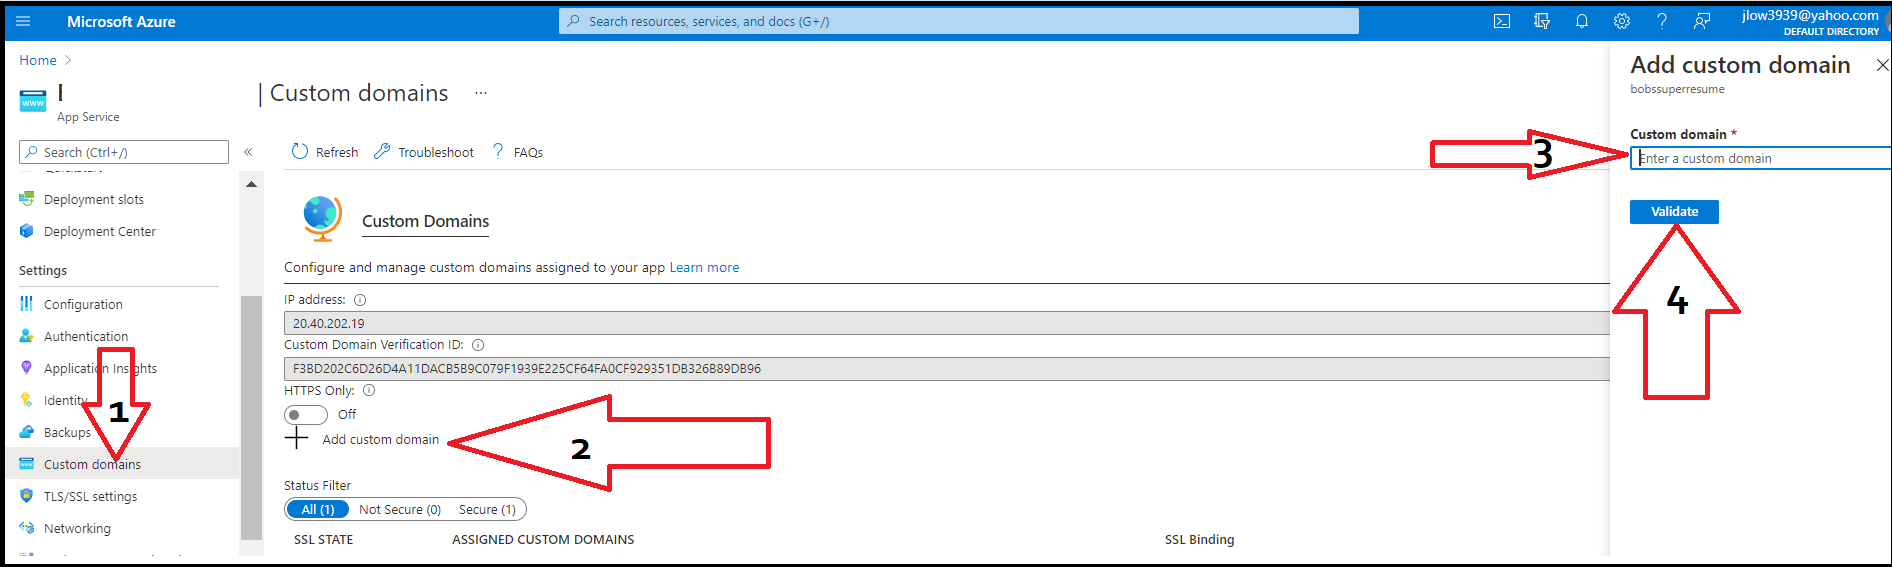 Microsoft Azure
Search resources, services, and docs (G+/)
jlow3939@yahoo.com
DEFAULT DIRECTORY
Home
App Service
| Custom domains ...
Search (Ctrl+/)
Deployment slots
Deployment Center
Settings
Configuration
Authentication
Application Insights
Identity
Backups
Custom domains
TLS/SSL settings
Networking
1
Refresh
Troubleshoot
FAQs
Custom Domains
Configure and manage custom domains assigned to your app Learn more
IP address:
20.40.202.19
Custom Domain Verification ID:
F3BD202C6D26D4A11DACB5B9C079F1939E225CF64FA0CF929351DB326B89DB96
HTTPS Only:
Off
Add custom domain
2
Status Filter
All (1) Not Secure (0) Secure (1)
SSL STATE ASSIGNED CUSTOM DOMAINS SSL Binding
Add custom domain
bobssuperresume
Custom domain *
3
Enter a custom domain
Validate
4